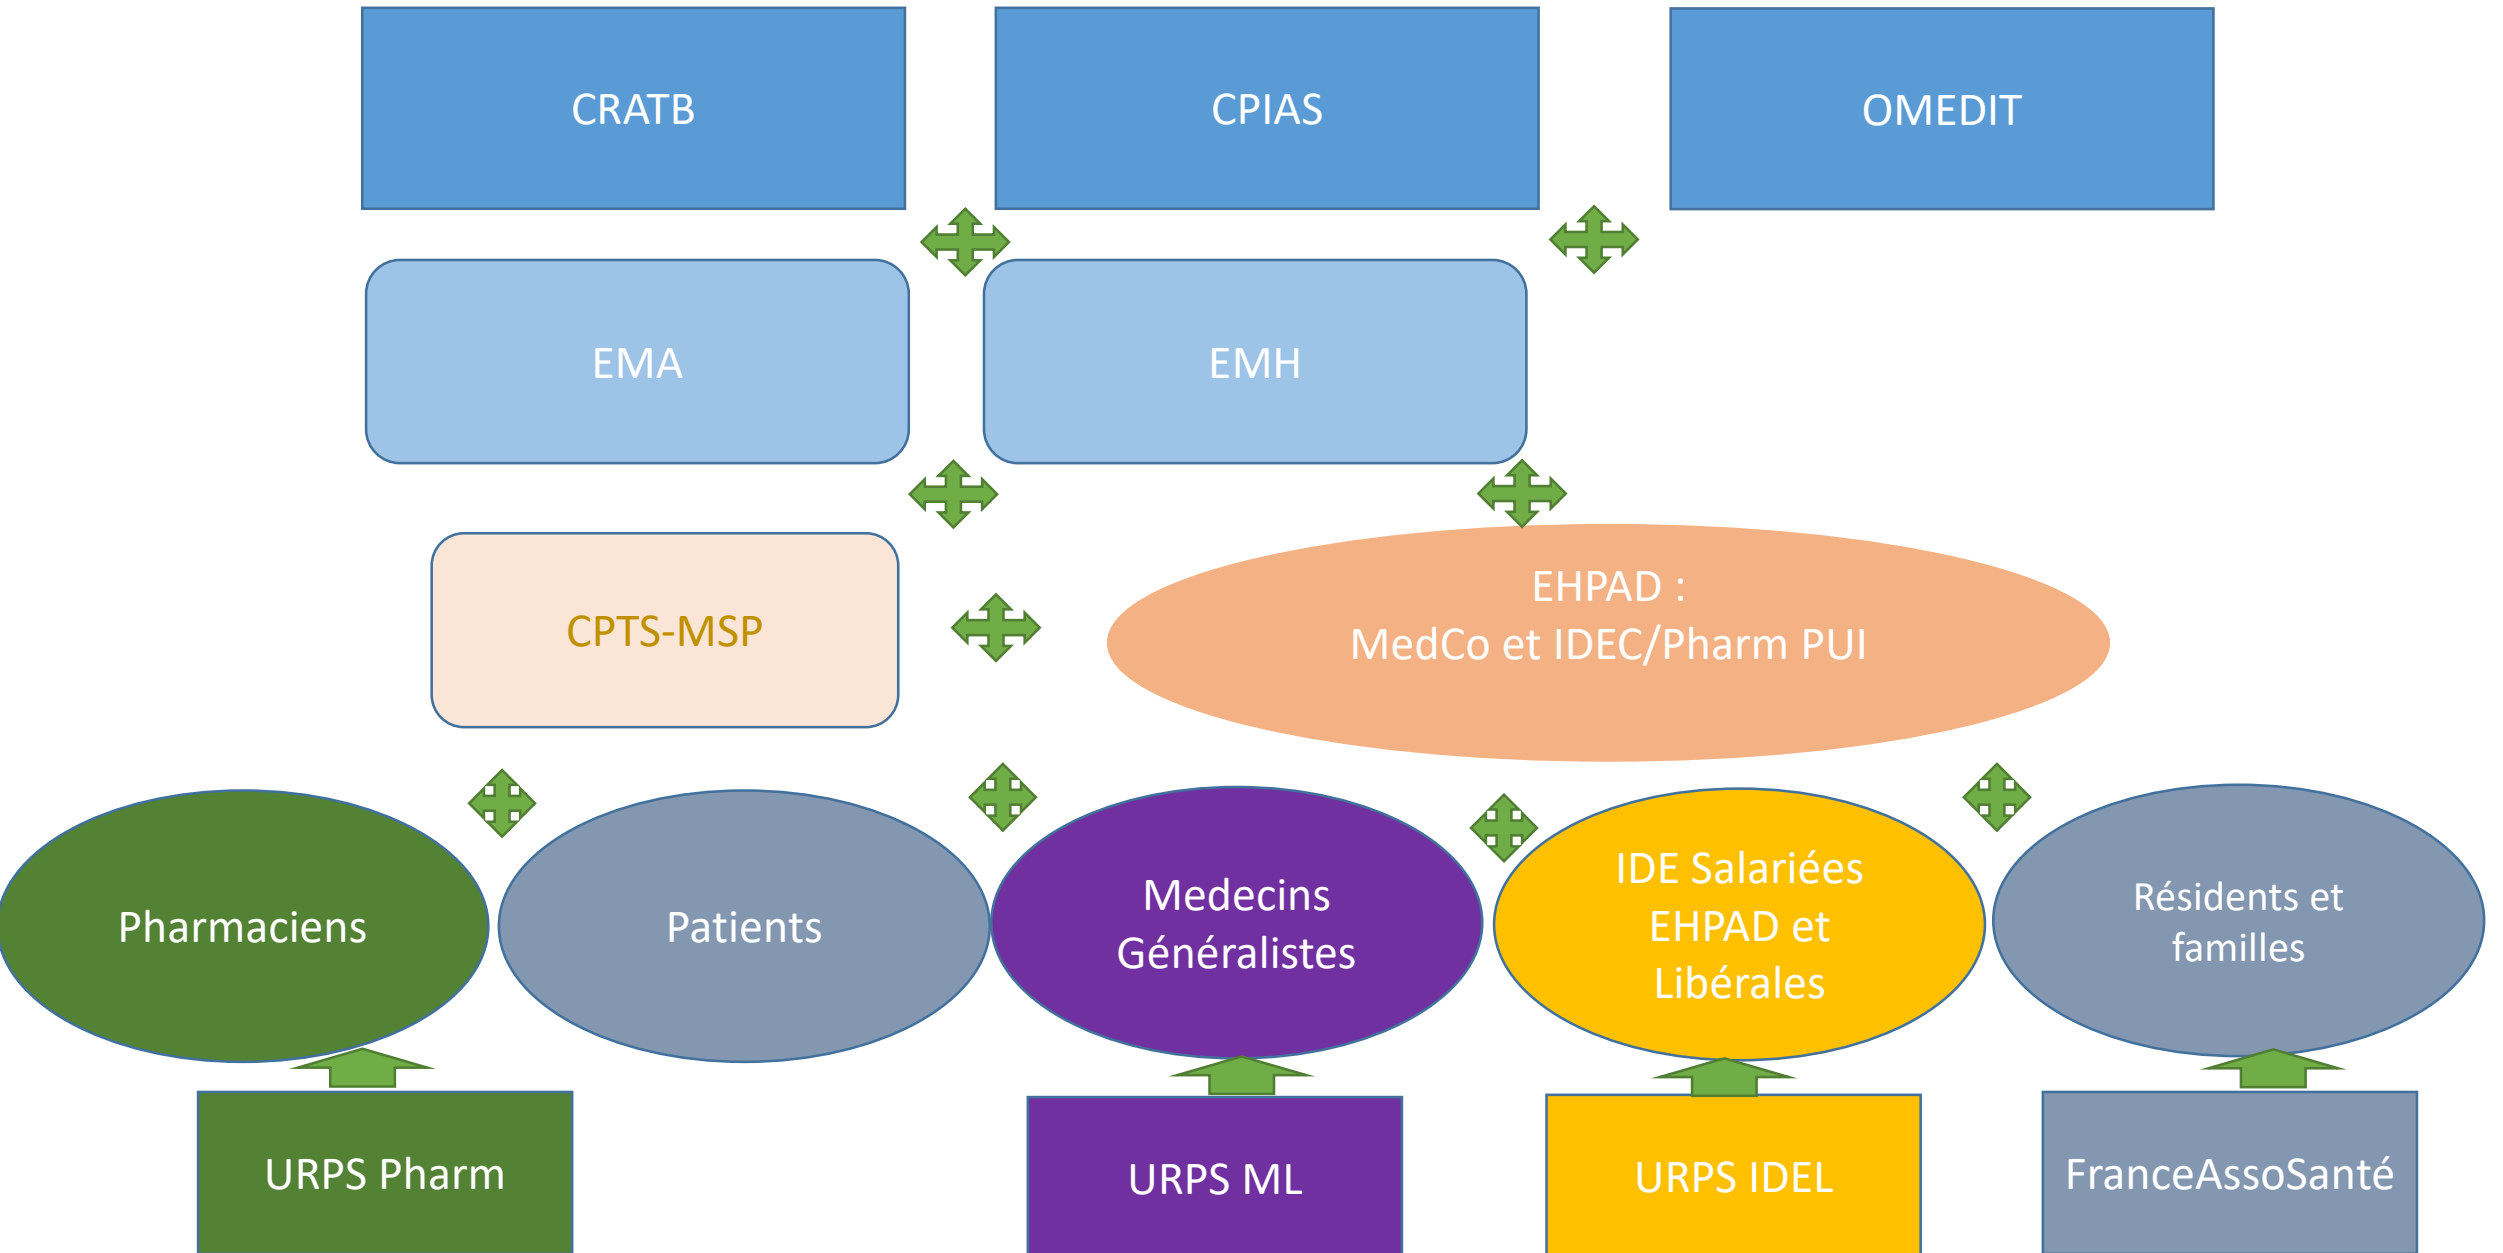 CRATB
CPIAS
OMEDIT
EMA
EMH
CPTS-MSP
EHPAD :
MedCo et IDEC/Pharm PUI
Pharmaciens
Patients
Medecins
Généralistes
IDE Salariées
EHPAD et
Libérales
Résidents et
familles
URPS Pharm
URPS ML
URPS IDEL
FranceAssoSanté